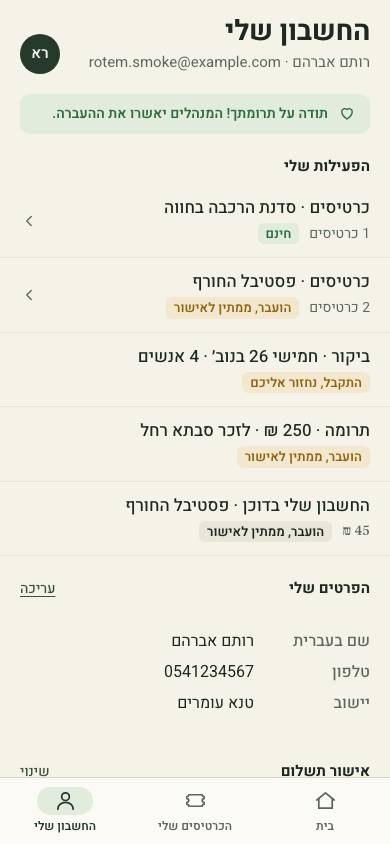 החשבון שלי
רותם אברהם · rotem.smoke@example.com
רא
תודה על תרומתך! המנהלים יאשרו את ההעברה.
הפעילות שלי
כרטיסים · סדנת הרכבה בחווה
1 כרטיסים חינם
כרטיסים · פסטיבל החורף
2 כרטיסים הועבר, ממתין לאישור
ביקור · חמישי 26 בנוב׳ · 4 אנשים
התקבל, נחזור אליכם
תרומה · 250 ₪ · לזכר סבתא רחל
הועבר, ממתין לאישור
החשבון שלי בדוכן · פסטיבל החורף
45 ₪ הועבר, ממתין לאישור
הפרטים שלי עריכה
שם בעברית רותם אברהם
טלפון 0541234567
יישוב טנא עומרים
אישור תשלום שינוי
בית הכרטיסים שלי החשבון שלי